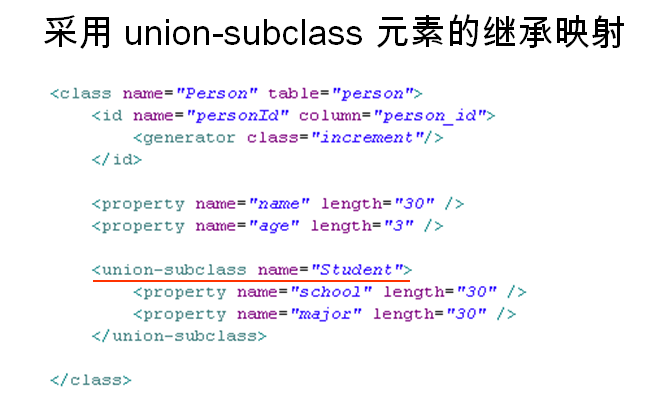 采用 union-subclass 元素的继承映射
<class name="Person" table="person">
<id name="personId" column="person_id">
<generator class="increment"/>
</id>
<property name="name" length="30" />
<property name="age" length="3" />
<union-subclass name="Student">
<property name="school" length="30" />
<property name="major" length="30" />
</union-subclass>
</class>